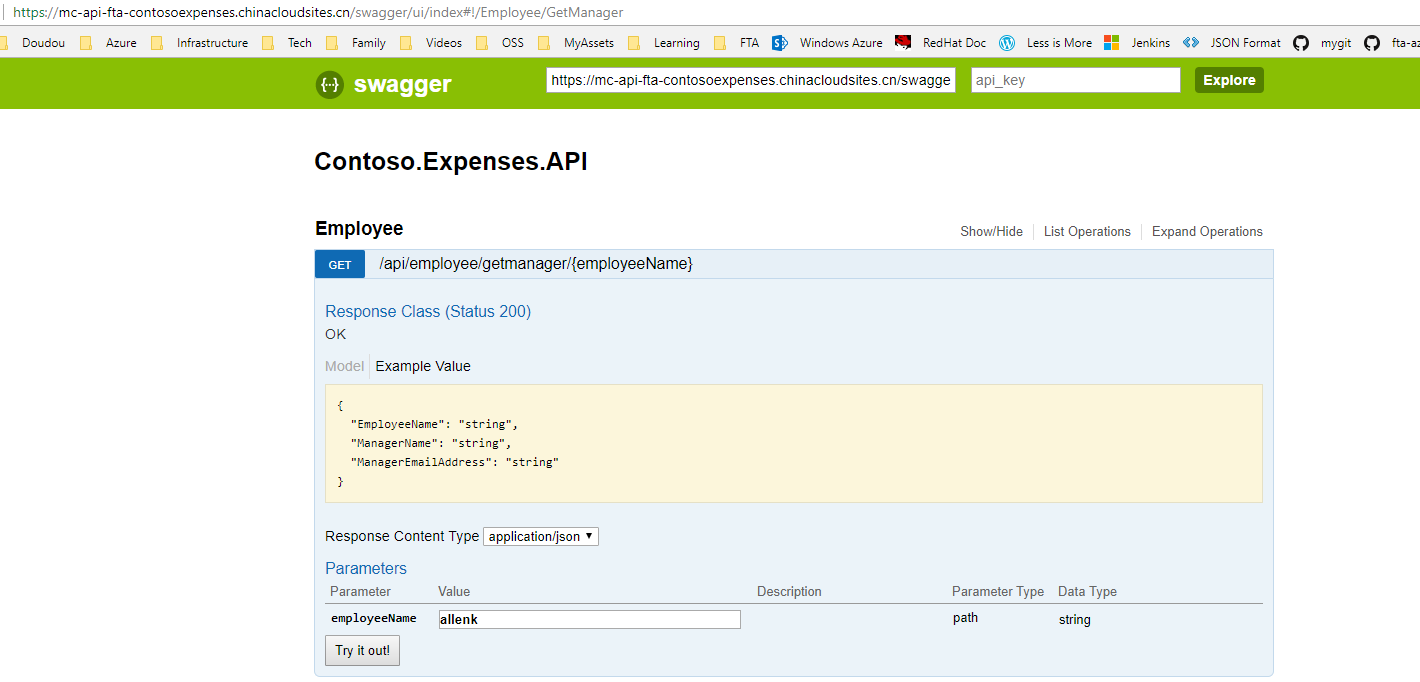 https://mc-api-fta-contosoexpenses.chinacloudsites.cn/swagger/ui/index#!/Employee/GetManager
Doudou Azure Infrastructure Tech Family Videos OSS MyAssets Learning FTA Windows Azure RedHat Doc Less is More Jenkins JSON Format mygit fta-az
{··} swagger https://mc-api-fta-contosoexpenses.chinacloudsites.cn/swagge api_key Explore
Contoso.Expenses.API
Employee Show/Hide List Operations Expand Operations
GET /api/employee/getmanager/{employeeName}
Response Class (Status 200)
OK
Model Example Value
{
"EmployeeName": "string",
"ManagerName": "string",
"ManagerEmailAddress": "string"
}
Response Content Type application/json
Parameters
Parameter Value Description Parameter Type Data Type
employeeName allenk path string
Try it out!